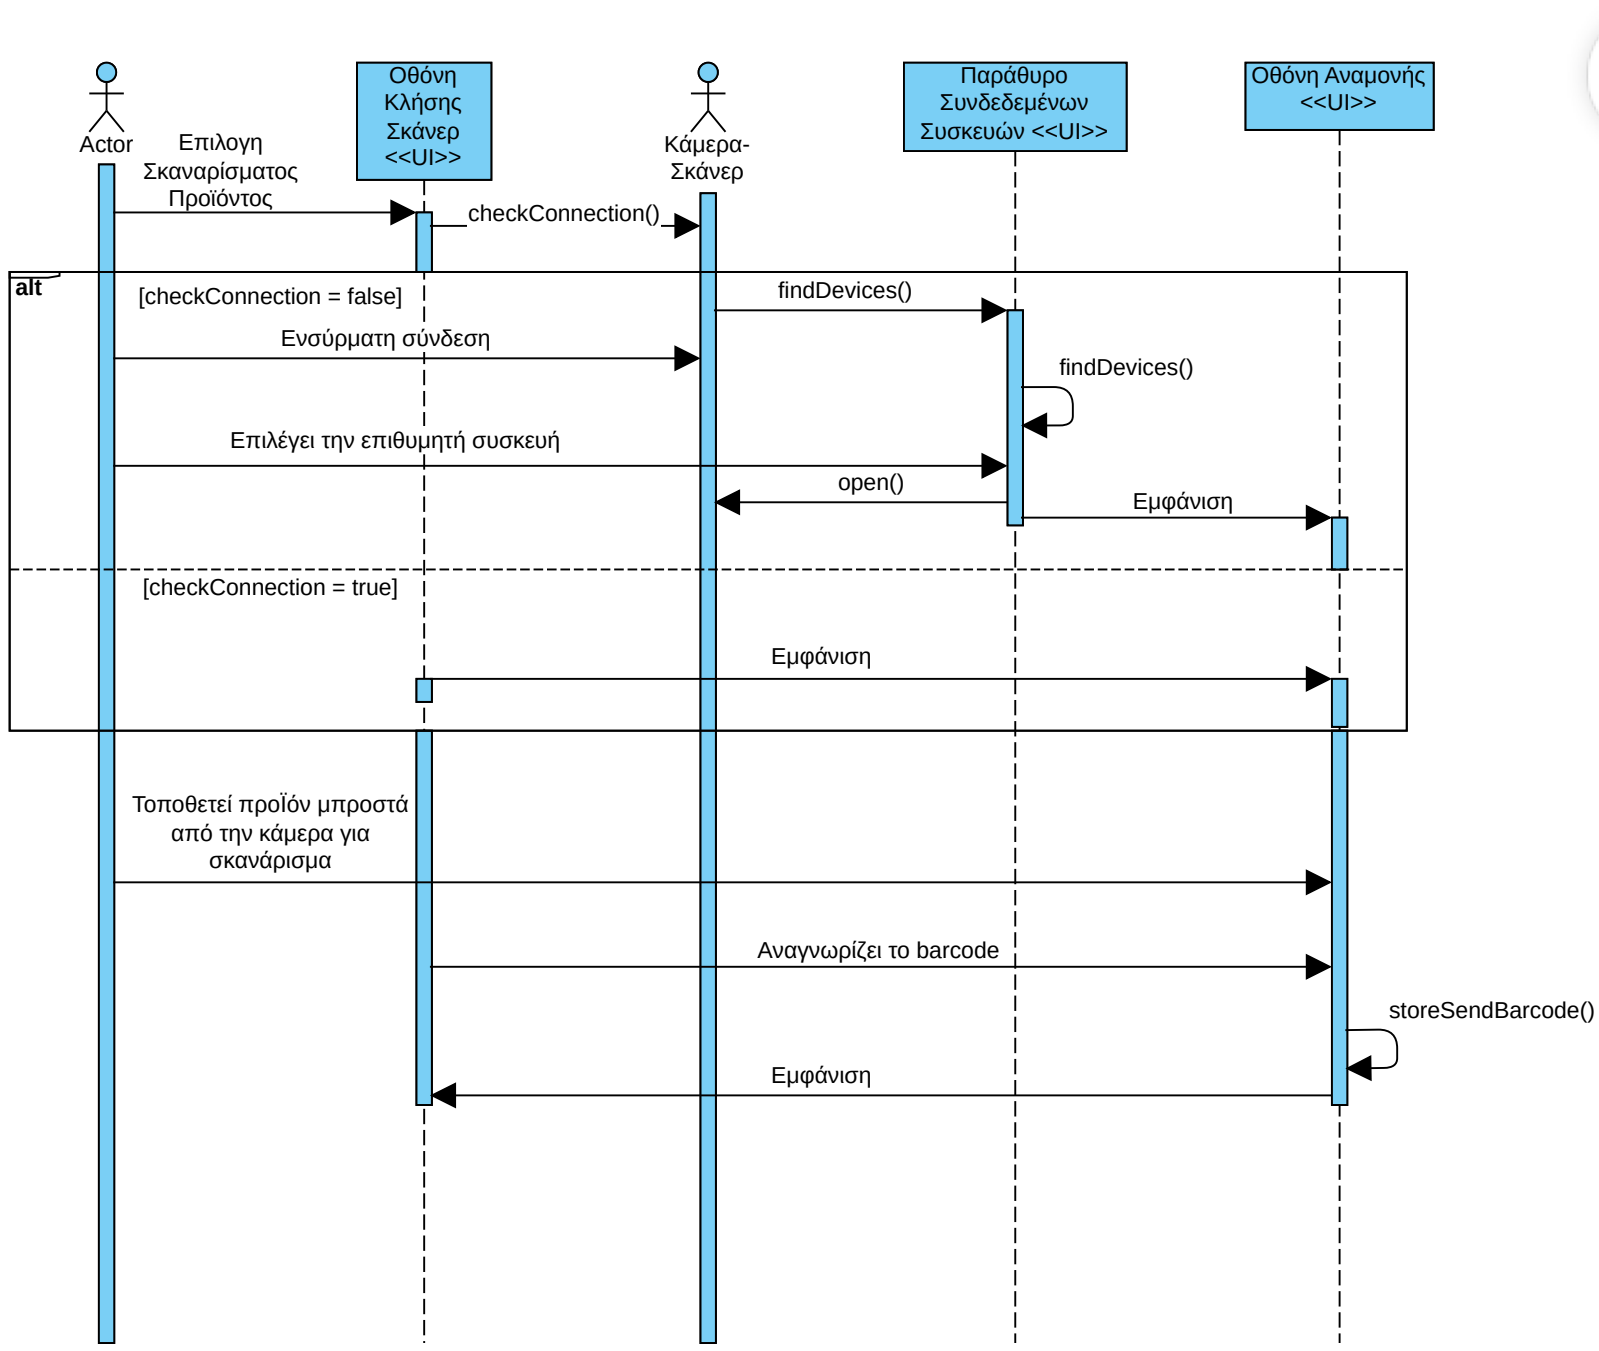 Actor
Οθόνη
Κλήσης
Σκάνερ
<<UI>>
Κάμερα-
Σκάνερ
Παράθυρο
Συνδεδεμένων
Συσκευών <<UI>>
Οθόνη Αναμονής
<<UI>>
Επιλογη
Σκαναρίσματος
Προϊόντος
checkConnection()
alt
[checkConnection = false]
findDevices()
Ενσύρματη σύνδεση
findDevices()
Επιλέγει την επιθυμητή συσκευή
open()
Εμφάνιση
[checkConnection = true]
Εμφάνιση
Τοποθετεί προΪόν μπροστά
από την κάμερα για
σκανάρισμα
Αναγνωρίζει το barcode
storeSendBarcode()
Εμφάνιση